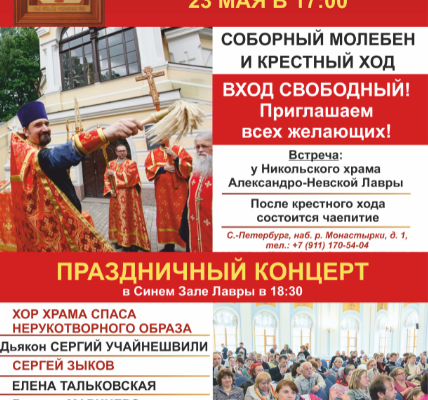 23 МАЯ В 17:00
СОБОРНЫЙ МОЛЕБЕН
И КРЕСТНЫЙ ХОД
ВХОД СВОБОДНЫЙ!
Приглашаем
всех желающих!
Встреча:
у Никольского храма
Александро-Невской Лавры
После крестного хода
состоится чаепитие
С.-Петербург, наб. р. Монастырки, д. 1,
тел.: +7 (911) 170-54-04
ПРАЗДНИЧНЫЙ КОНЦЕРТ
в Синем Зале Лавры в 18:30
ХОР ХРАМА СПАСА
НЕРУКОТВОРНОГО ОБРАЗА
Дьякон СЕРГИЙ УЧАЙНЕШВИЛИ
СЕРГЕЙ ЗЫКОВ
ЕЛЕНА ТАЛЬКОВСКАЯ